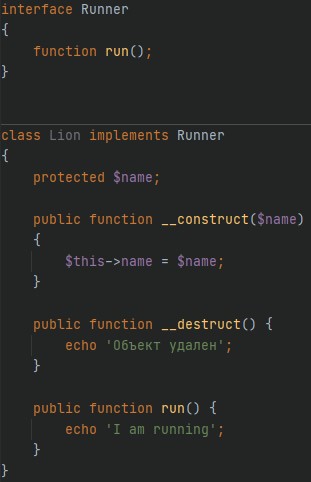 interface Runner
{
function run();
}
class Lion implements Runner
{
protected $name;
public function __construct($name)
{
$this->name = $name;
}
public function __destruct() {
echo 'Объект удален';
}
public function run() {
echo 'I am running';
}
}